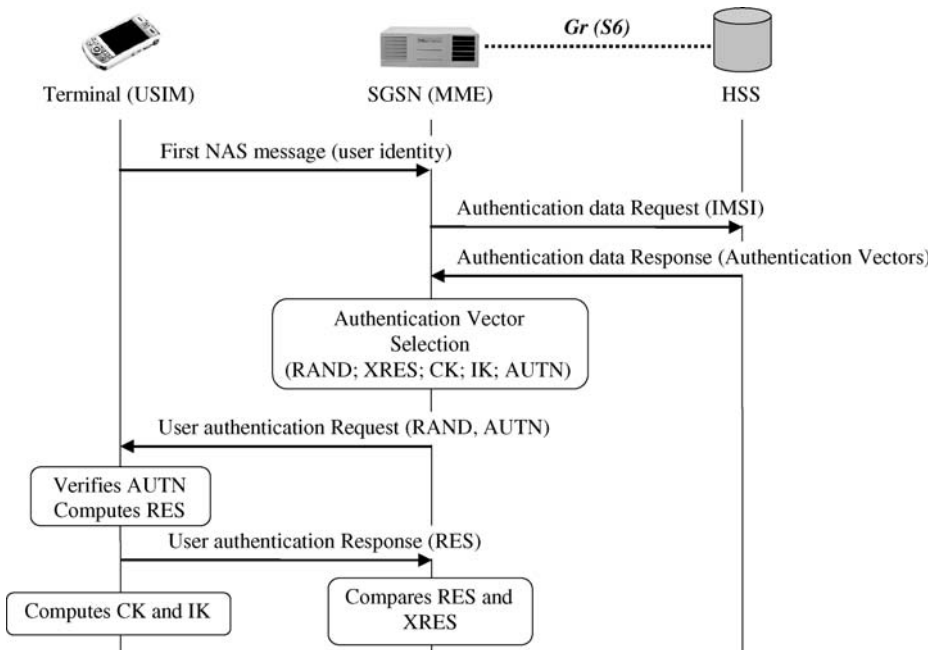 Gr (S6)
Terminal (USIM)
SGSN (MME)
HSS
First NAS message (user identity)
Authentication data Request (IMSI)
Authentication data Response (Authentication Vectors)
Authentication Vector
Selection
(RAND; XRES; CK; IK; AUTN)
User authentication Request (RAND, AUTN)
Verifies AUTN
Computes RES
User authentication Response (RES)
Computes CK and IK
Compares RES and
XRES